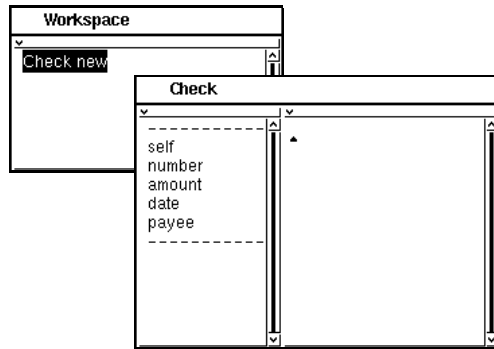 Workspace
Check new
Check
---------------
self
number
amount
date
payee
---------------